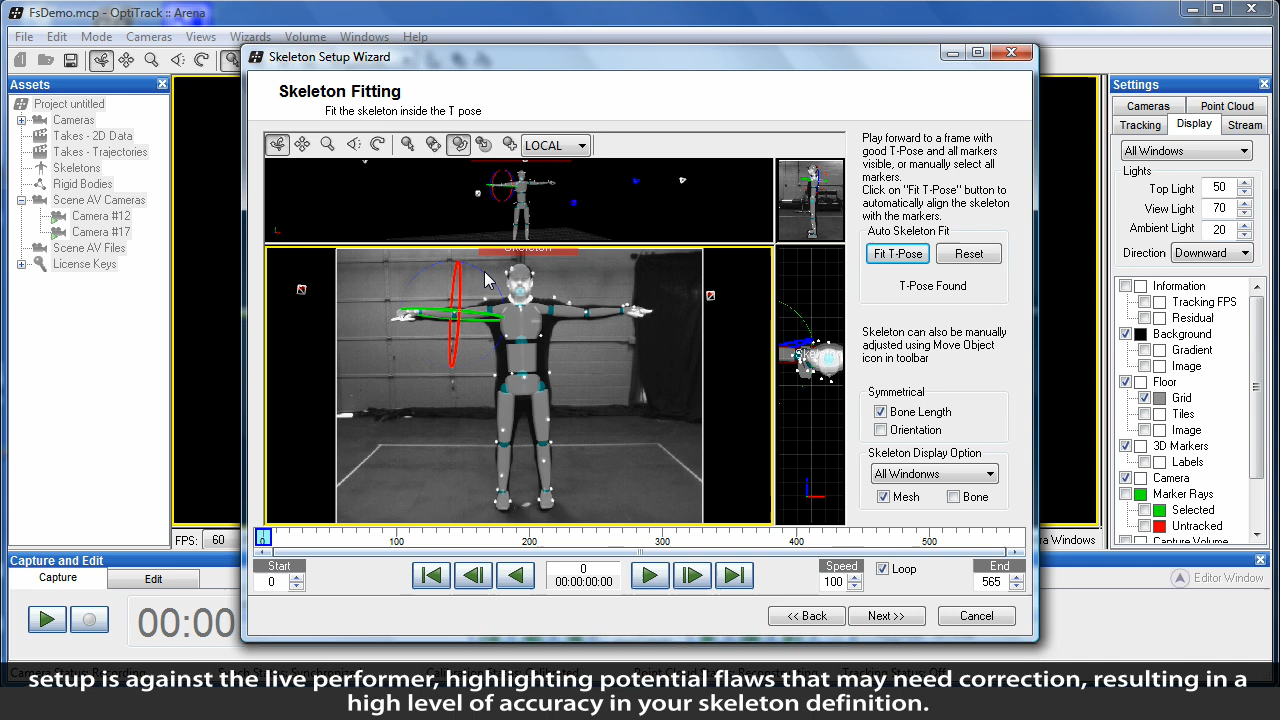 FsDemo.mcp - OptiTrack :: Arena
File Edit Mode Cameras Views Wizards Volume Windows Help
Assets
Project untitled
Cameras
Takes - 2D Data
Takes - Trajectories
Skeletons
Rigid Bodies
Scene AV Cameras
Camera #12
Camera #17
Scene AV Files
License Keys
FPS: 60
Skeleton Setup Wizard
Skeleton Fitting
Fit the skeleton inside the T pose
LOCAL
Skeleton
Play forward to a frame with
good T-Pose and all markers
visible, or manually select all
markers.
Click on "Fit T-Pose" button to
automatically align the skeleton
with the markers.
Auto Skeleton Fit
Fit T-Pose Reset
T-Pose Found
Skeleton can also be manually
adjusted using Move Object
icon in toolbar
Symmetrical
Bone Length
Orientation
Skeleton Display Option
All Windonws
Mesh Bone
0 100 200 300 400 500
Start
0
0
00:00:00:00
Speed
100
Loop
End
565
<< Back Next >> Cancel
Settings
Cameras Point Cloud
Tracking Display Stream
All Windows
Lights
Top Light 50
View Light 70
Ambient Light 20
Direction Downward
Information
Tracking FPS
Residual
Background
Gradient
Image
Floor
Grid
Tiles
Image
3D Markers
Labels
Camera
Marker Rays
Selected
Untracked
Capture Volume
Windows
Capture and Edit
Capture Edit
00:00
Editor Window
setup is against the live performer, highlighting potential flaws that may need correction, resulting in a
high level of accuracy in your skeleton definition.